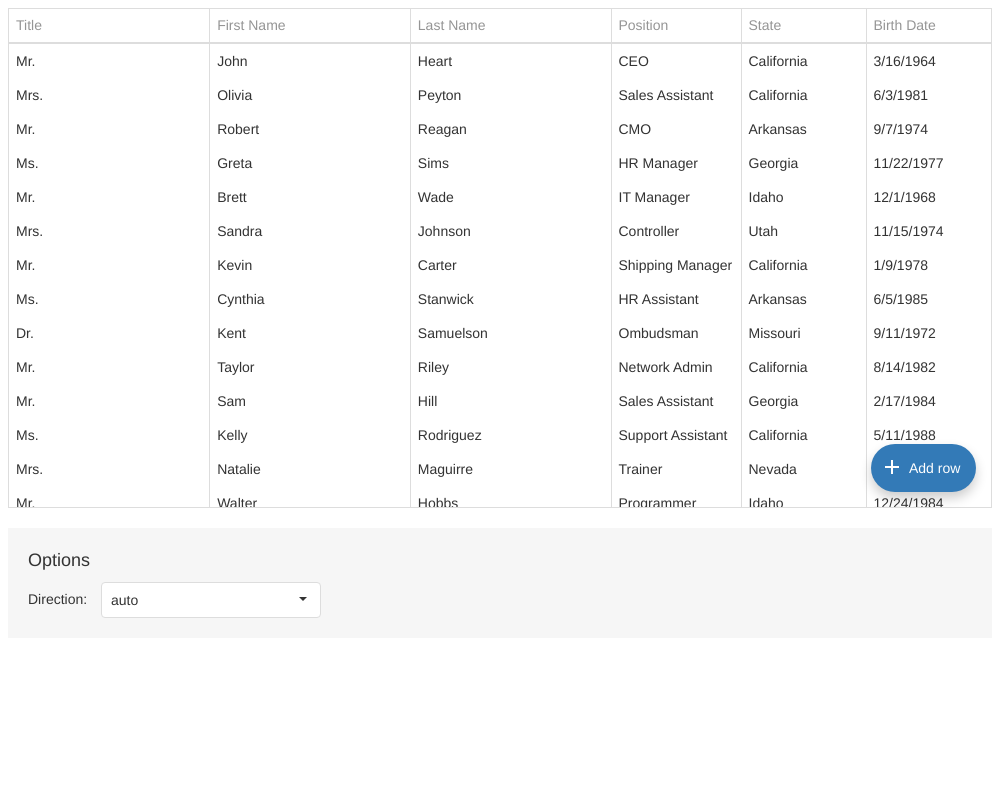 Title First Name Last Name Position State Birth Date
Mr. John Heart CEO California 3/16/1964
Mrs. Olivia Peyton Sales Assistant California 6/3/1981
Mr. Robert Reagan CMO Arkansas 9/7/1974
Ms. Greta Sims HR Manager Georgia 11/22/1977
Mr. Brett Wade IT Manager Idaho 12/1/1968
Mrs. Sandra Johnson Controller Utah 11/15/1974
Mr. Kevin Carter Shipping Manager California 1/9/1978
Ms. Cynthia Stanwick HR Assistant Arkansas 6/5/1985
Dr. Kent Samuelson Ombudsman Missouri 9/11/1972
Mr. Taylor Riley Network Admin California 8/14/1982
Mr. Sam Hill Sales Assistant Georgia 2/17/1984
Ms. Kelly Rodriguez Support Assistant California 5/11/1988
Mrs. Natalie Maguirre Trainer Nevada
Add row
Mr. Walter Hobbs Programmer Idaho 12/24/1984
Options
Direction: auto